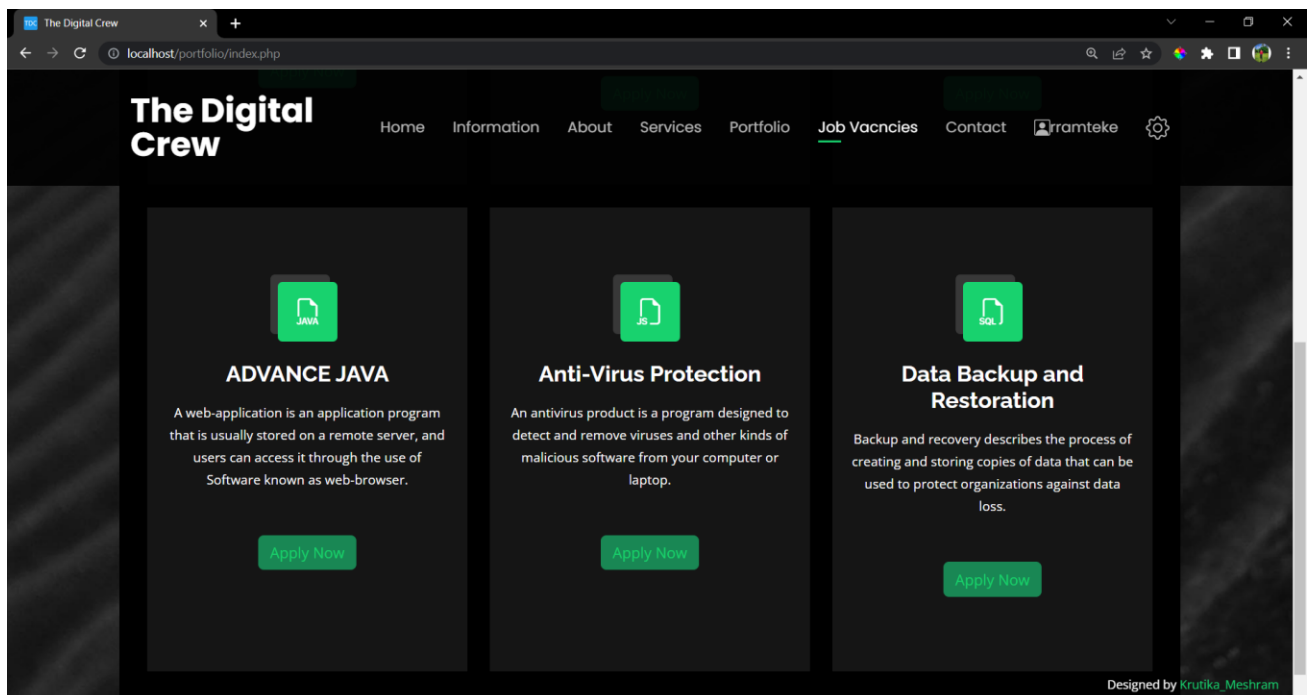 The Digital Crew
localhost/portfolio/index.php
Apply Now
Apply Now
The Digital
Crew
Home Information About Services Portfolio Job Vacncies Contact rramteke
JAVA
JS
SQL
ADVANCE JAVA
A web-application is an application program
that is usually stored on a remote server, and
users can access it through the use of
Software known as web-browser.
Apply Now
Anti-Virus Protection
An antivirus product is a program designed to
detect and remove viruses and other kinds of
malicious software from your computer or
laptop.
Apply Now
Data Backup and
Restoration
Backup and recovery describes the process of
creating and storing copies of data that can be
used to protect organizations against data
loss.
Apply Now
Designed by Krutika_Meshram